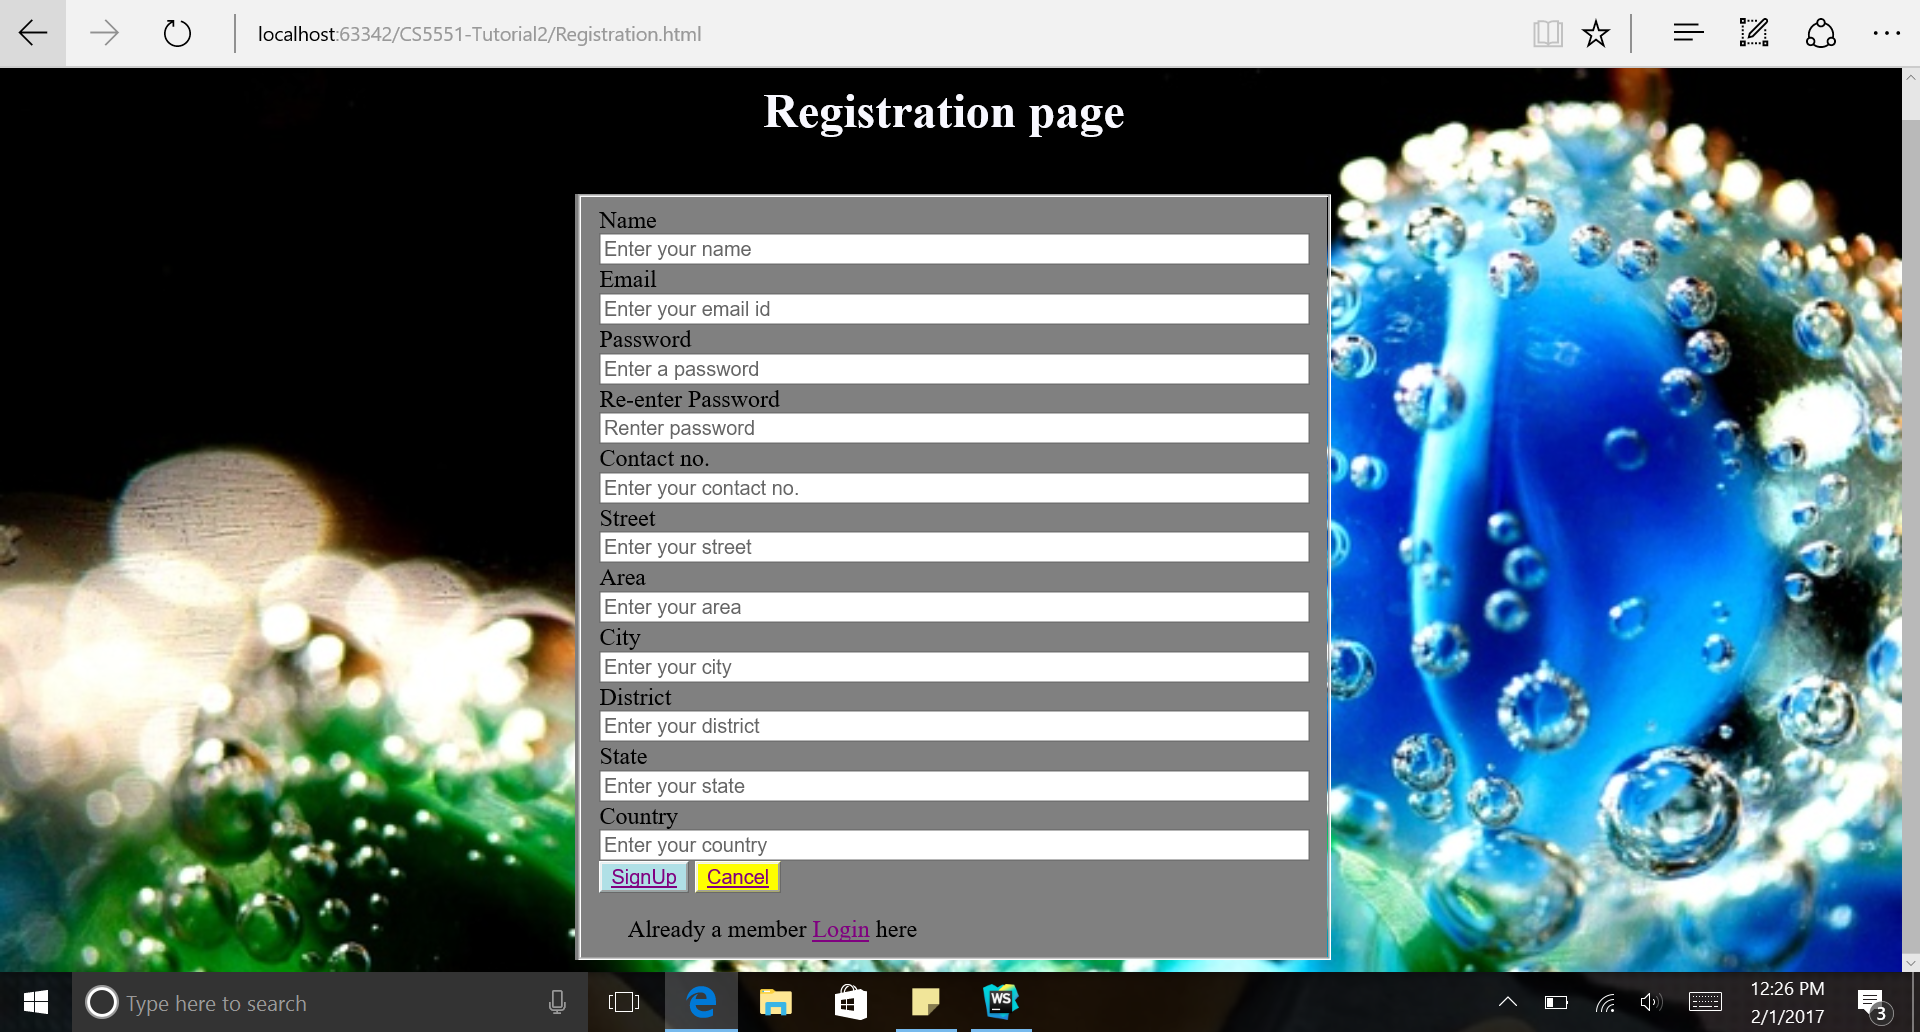 localhost:63342/CS5551-Tutorial2/Registration.html
Registration page
Name
Enter your name
Email
Enter your email id
Password
Enter a password
Re-enter Password
Renter password
Contact no.
Enter your contact no.
Street
Enter your street
Area
Enter your area
City
Enter your city
District
Enter your district
State
Enter your state
Country
Enter your country
SignUp Cancel
Already a member Login here
Type here to search
WS
12:26 PM
2/1/2017
3